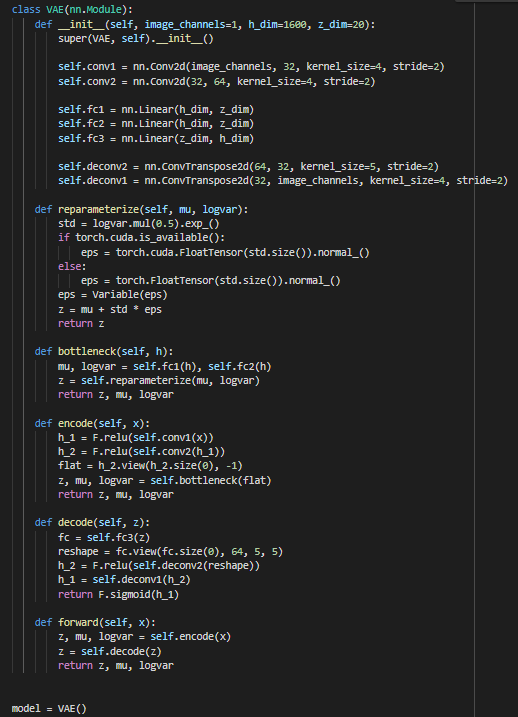 class VAE(nn.Module):
    def __init__(self, image_channels=1, h_dim=1600, z_dim=20):
        super(VAE, self).__init__()

        self.conv1 = nn.Conv2d(image_channels, 32, kernel_size=4, stride=2)
        self.conv2 = nn.Conv2d(32, 64, kernel_size=4, stride=2)

        self.fc1 = nn.Linear(h_dim, z_dim)
        self.fc2 = nn.Linear(h_dim, z_dim)
        self.fc3 = nn.Linear(z_dim, h_dim)

        self.deconv2 = nn.ConvTranspose2d(64, 32, kernel_size=5, stride=2)
        self.deconv1 = nn.ConvTranspose2d(32, image_channels, kernel_size=4, stride=2)

    def reparameterize(self, mu, logvar):
        std = logvar.mul(0.5).exp_()
        if torch.cuda.is_available():
            eps = torch.cuda.FloatTensor(std.size()).normal_()
        else:
            eps = torch.FloatTensor(std.size()).normal_()
        eps = Variable(eps)
        z = mu + std * eps
        return z

    def bottleneck(self, h):
        mu, logvar = self.fc1(h), self.fc2(h)
        z = self.reparameterize(mu, logvar)
        return z, mu, logvar

    def encode(self, x):
        h_1 = F.relu(self.conv1(x))
        h_2 = F.relu(self.conv2(h_1))
        flat = h_2.view(h_2.size(0), -1)
        z, mu, logvar = self.bottleneck(flat)
        return z, mu, logvar

    def decode(self, z):
        fc = self.fc3(z)
        reshape = fc.view(fc.size(0), 64, 5, 5)
        h_2 = F.relu(self.deconv2(reshape))
        h_1 = self.deconv1(h_2)
        return F.sigmoid(h_1)

    def forward(self, x):
        z, mu, logvar = self.encode(x)
        z = self.decode(z)
        return z, mu, logvar


model = VAE()